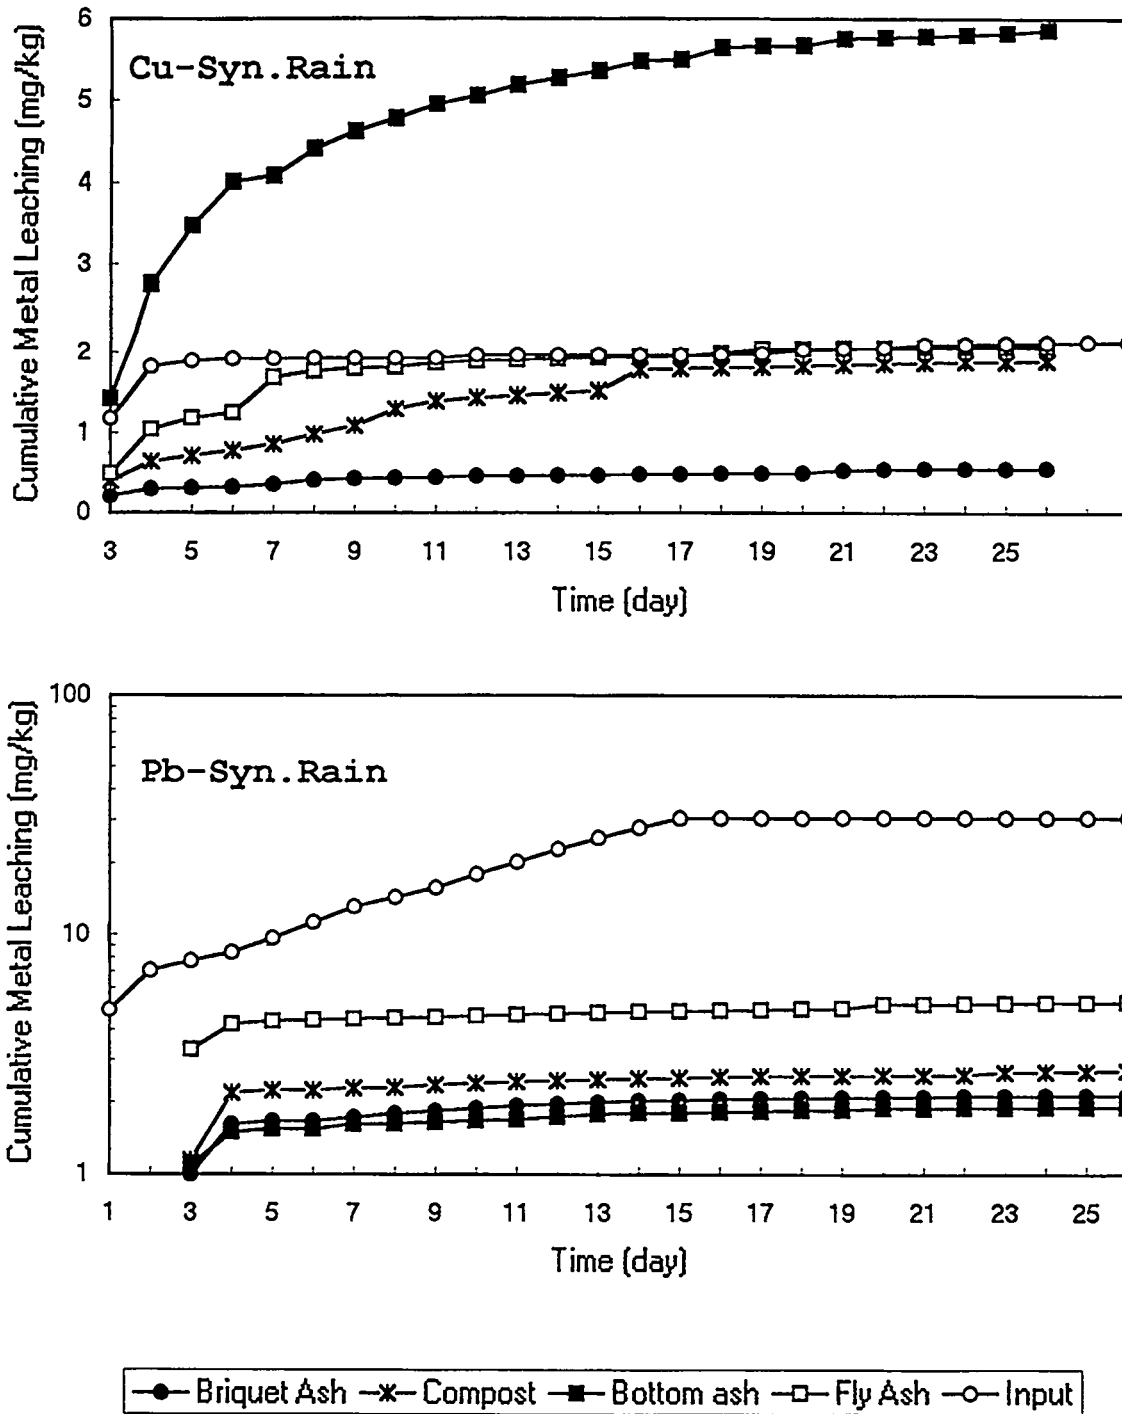 6
Cu-Syn.Rain
5
4
3
2
1
0
Cumulative Metal Leaching (mg/kg)
3 5 7 9 11 13 15 17 19 21 23 25
Time (day)
100
Pb-Syn.Rain
10
1
Cumulative Metal Leaching (mg/kg)
1 3 5 7 9 11 13 15 17 19 21 23 25
Time (day)
Briquet Ash Compost Bottom ash Fly Ash Input